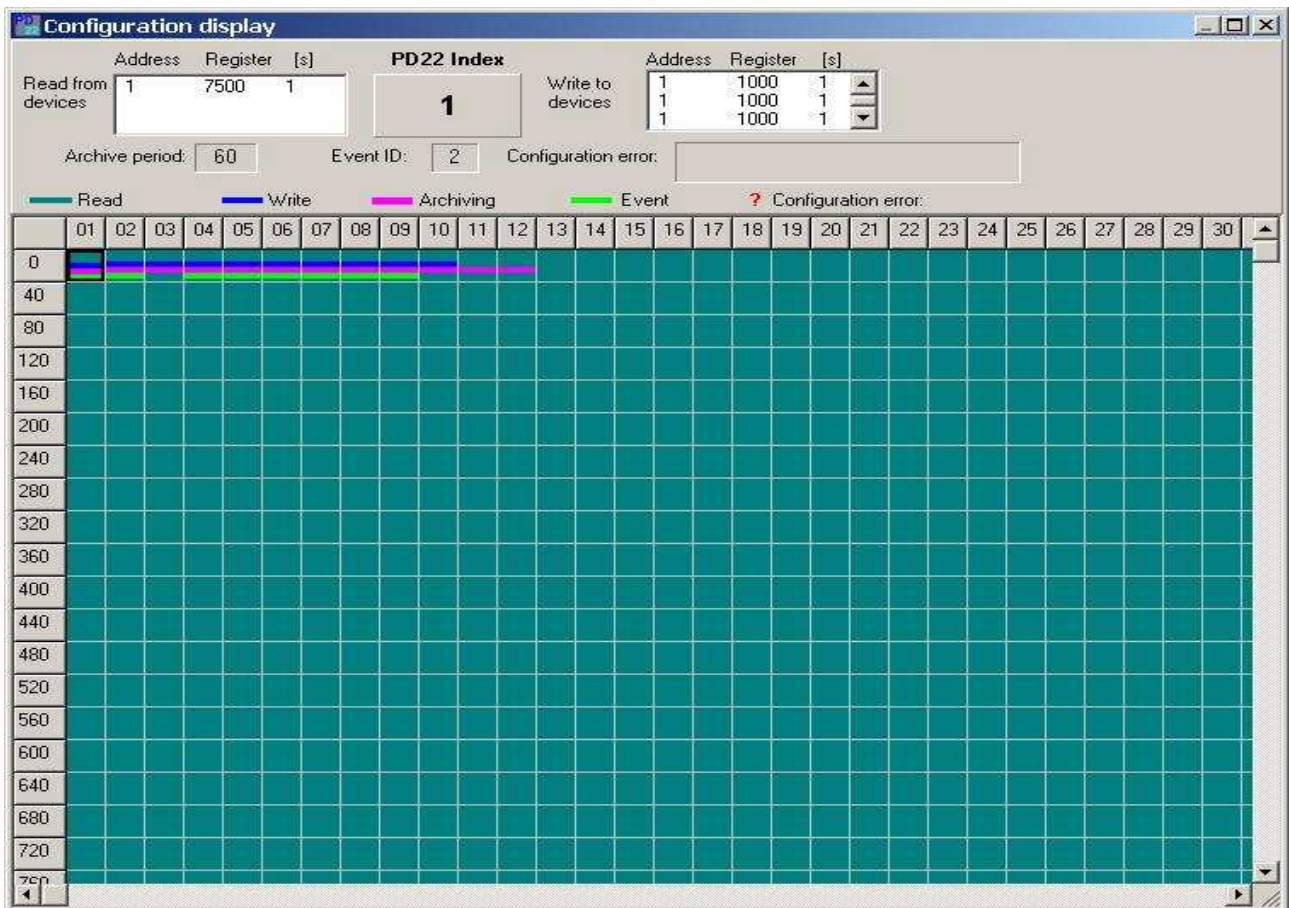 PD 22 Configuration display
Address Register [s] PD22 Index Address Register [s]
Read from devices 1 7500 1 1 Write to devices 1 1000 1
1 1000 1
1 1000 1
Archive period: 60 Event ID: 2 Configuration error:
Read Write Archiving Event ? Configuration error:
01 02 03 04 05 06 07 08 09 10 11 12 13 14 15 16 17 18 19 20 21 22 23 24 25 26 27 28 29 30
0
40
80
120
160
200
240
280
320
360
400
440
480
520
560
600
640
680
720
760